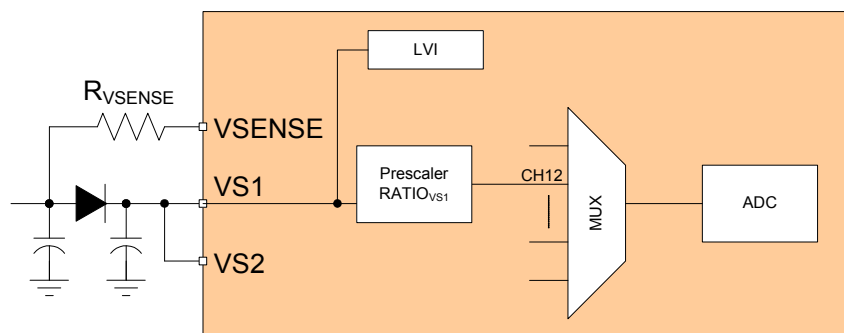 LVI
RVSENSE
VSENSE
VS1
Prescaler
RATIOVS1
CH12
MUX
ADC
VS2